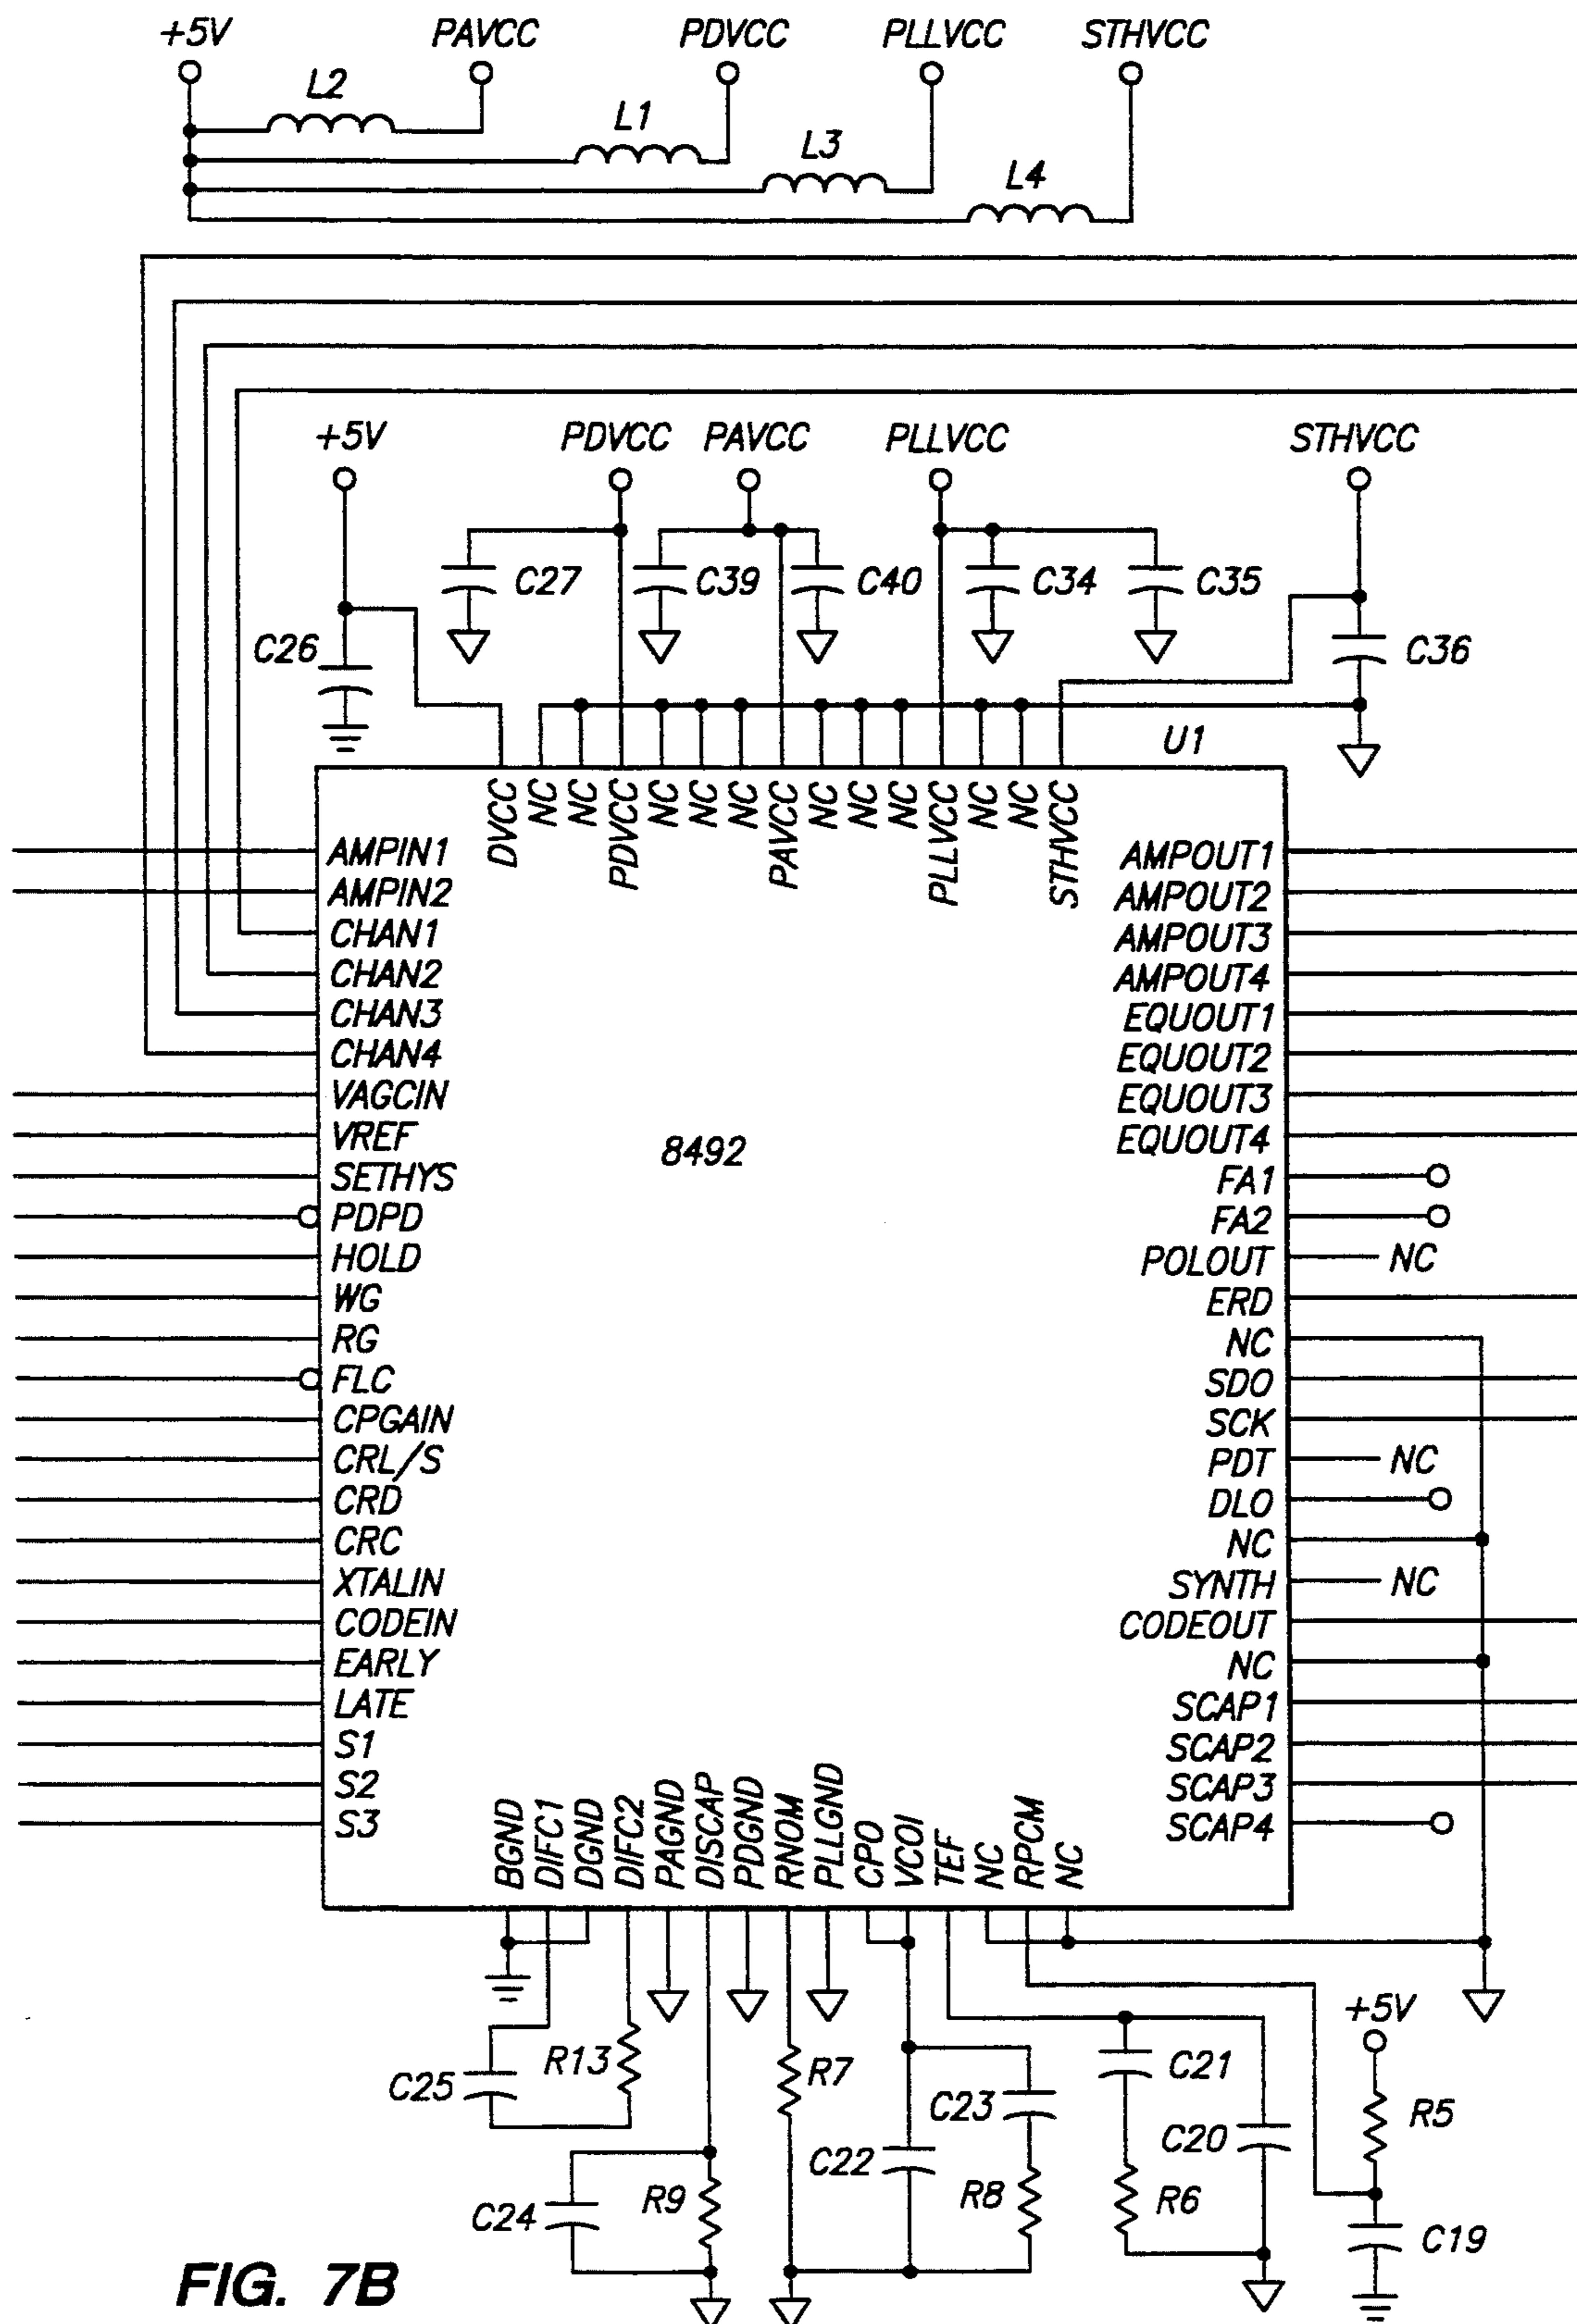 +5V PAVCC PDVCC PLLVCC STHVCC
L2
L1
L3
L4
+5V PDVCC PAVCC PLLVCC STHVCC
C27 C39 C40 C34 C35
C26 C36
U1
DVCC NC NC PDVCC NC NC NC PAVCC NC NC NC PLLVCC NC NC STHVCC
AMPIN1 AMPOUT1
AMPIN2 AMPOUT2
CHAN1 AMPOUT3
CHAN2 AMPOUT4
CHAN3 EQUOUT1
CHAN4 EQUOUT2
VAGCIN EQUOUT3
VREF 8492 EQUOUT4
SETHYS FA1
PDPD FA2
HOLD POLOUT NC
WG ERD
RG NC
FLC SDO
CPGAIN SCK
CRL/S PDT NC
CRD DLO
CRC NC
XTALIN SYNTH NC
CODEIN CODEOUT
EARLY NC
LATE SCAP1
S1 SCAP2
S2 SCAP3
S3 SCAP4
BGND DIFC1 DGND DIFC2 PAGND DISCAP PDGND RNOM PLLGND CPO VCOI TEF NC RPCM NC
+5V
C25 R13 R7 C21
C23 R5
C22 C20
C24 R9 R8 R6
C19
FIG. 7B